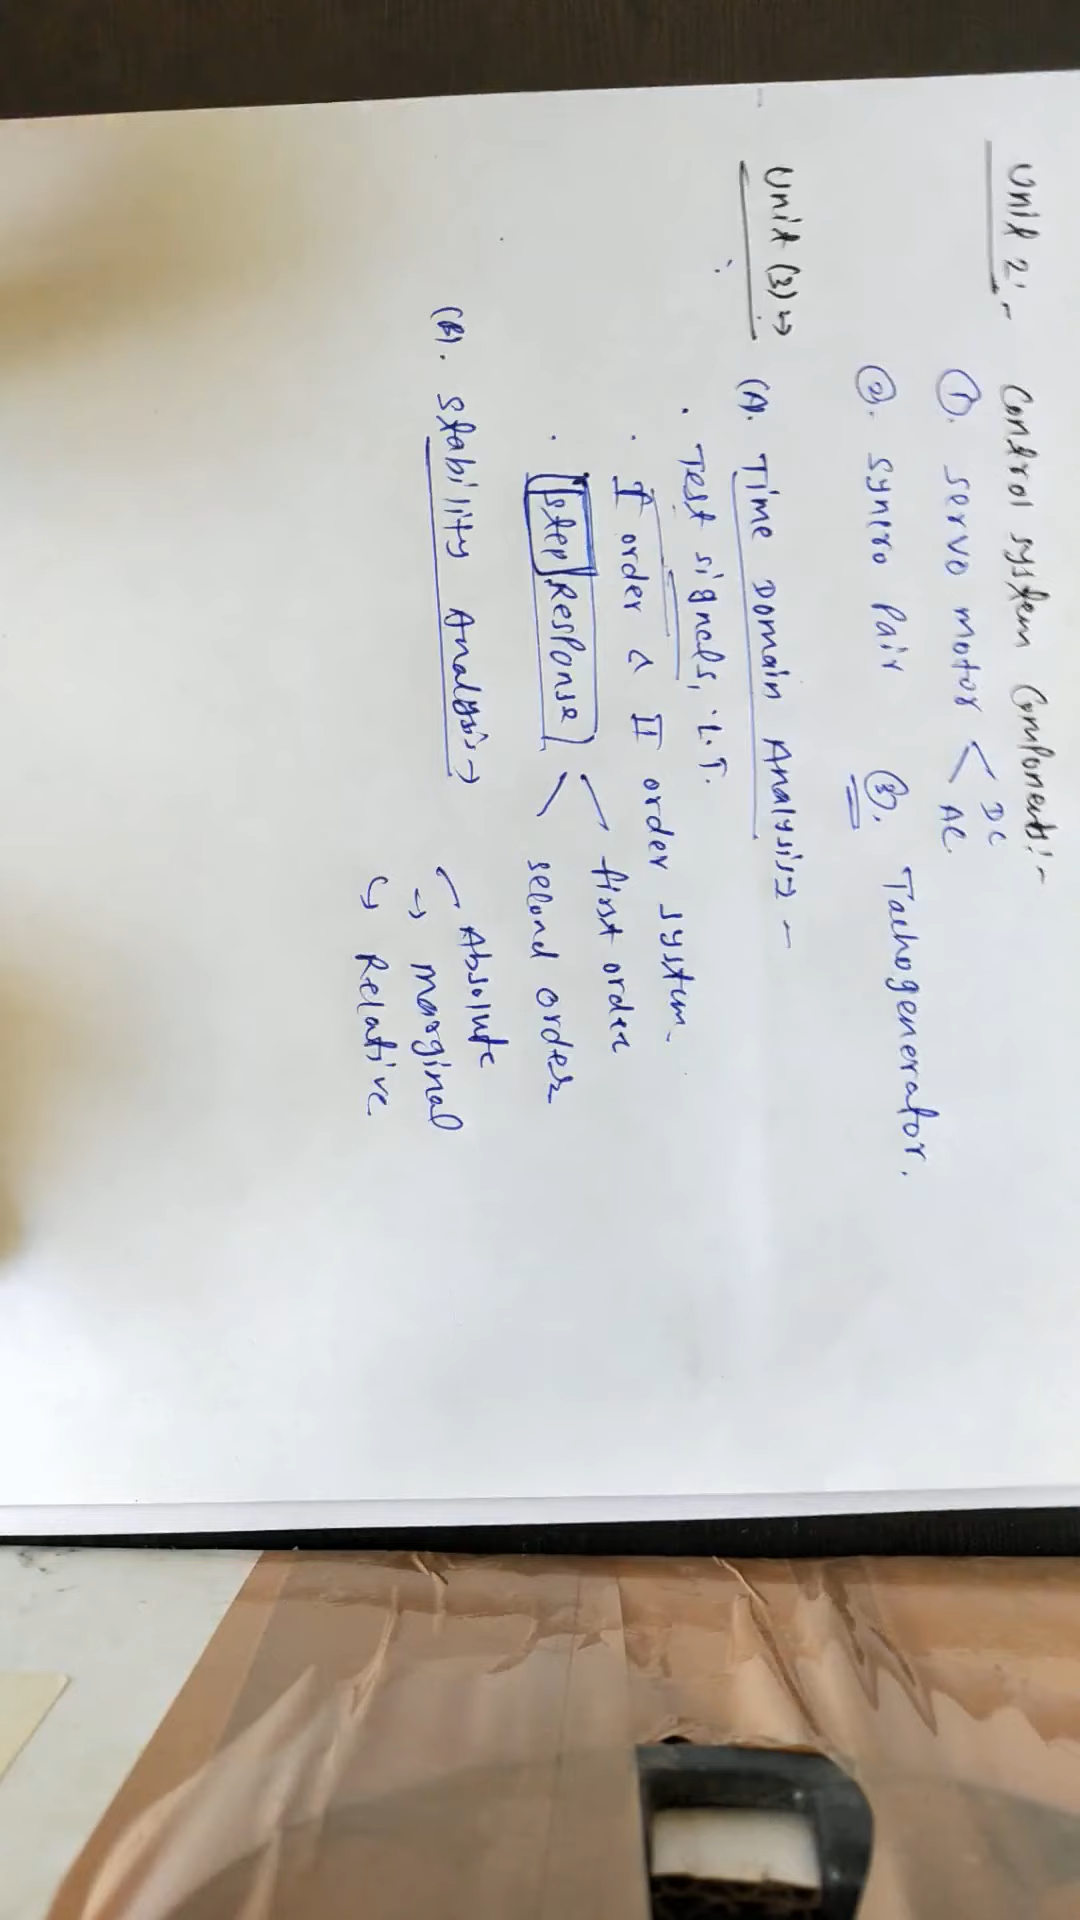 Unit 2:- Control system Components:-
①. servo motor < DC
AC.
②. syncro Pair ③. Tachogenerator.
Unit (3)↪
(A). Time Domain Analysis→ -
. Test signals, L.T.
. I order & II order system.
. step Response < first order
second order
(B). Stability Analysis→ Absolute
→ marginal
↪ Relative